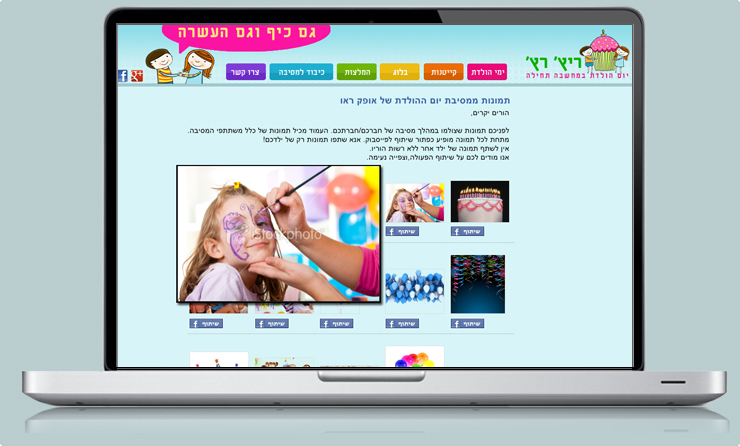 גם כיף וגם העשרה
ריץ' רץ'
יום הולדת במחשבה תחילה
ימי הולדת
קייטנות
בלוג
המלצות
כיבוד למסיבה
צרו קשר
תמונות ממסיבת יום ההולדת של אופק ראו
הורים יקרים,
לפניכם תמונות שצולמו במהלך מסיבה של חברכם/חברתכם. העמוד מכיל תמונות של כלל משתתפי המסיבה.
מתחת לכל תמונה מופיע כפתור שיתוף לפייסבוק. אנא שתפו תמונות רק של ילדכם!
אין לשתף תמונה של ילד אחר ללא רשות הוריו.
אנו מודים לכם על שיתוף הפעולה,וצפייה נעימה.
iStockphoto
שיתוף
שיתוף
שיתוף
שיתוף
שיתוף
שיתוף
שיתוף